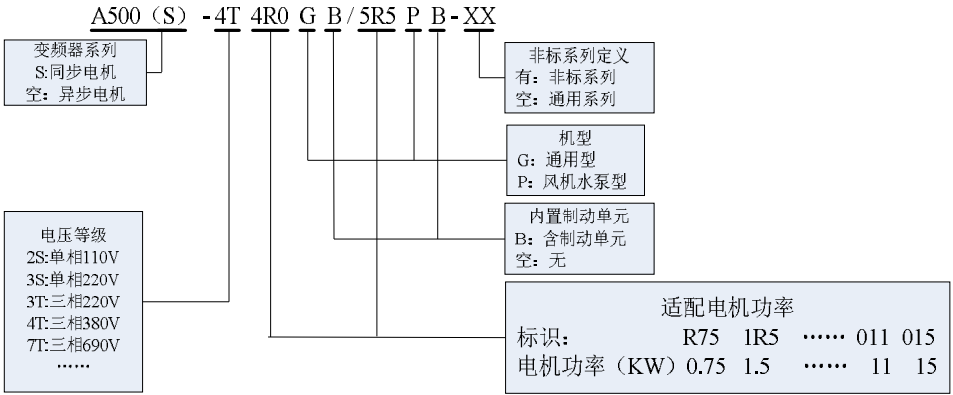 A500（S）-4T 4R0 G B/5R5 P B-XX
变频器系列
S:同步电机
空：异步电机
非标系列定义
有：非标系列
空：通用系列
机型
G：通用型
P：风机水泵型
内置制动单元
B：含制动单元
空：无
电压等级
2S:单相110V
3S:单相220V
3T:三相220V
4T:三相380V
7T:三相690V
……
适配电机功率
标识： R75 1R5 …… 011 015
电机功率（KW）0.75 1.5 …… 11 15